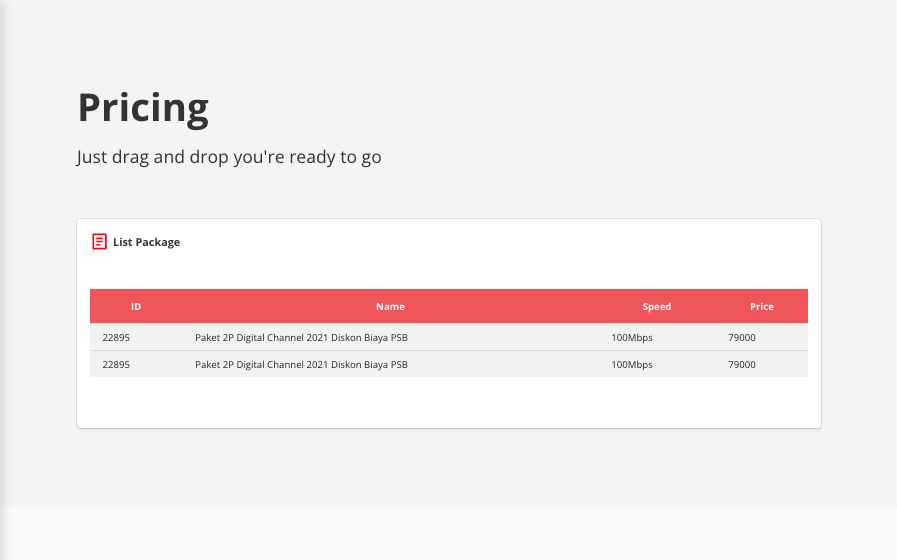 Pricing
Just drag and drop you're ready to go
List Package
ID Name Speed Price
22895 Paket 2P Digital Channel 2021 Diskon Biaya PSB 100Mbps 79000
22895 Paket 2P Digital Channel 2021 Diskon Biaya PSB 100Mbps 79000